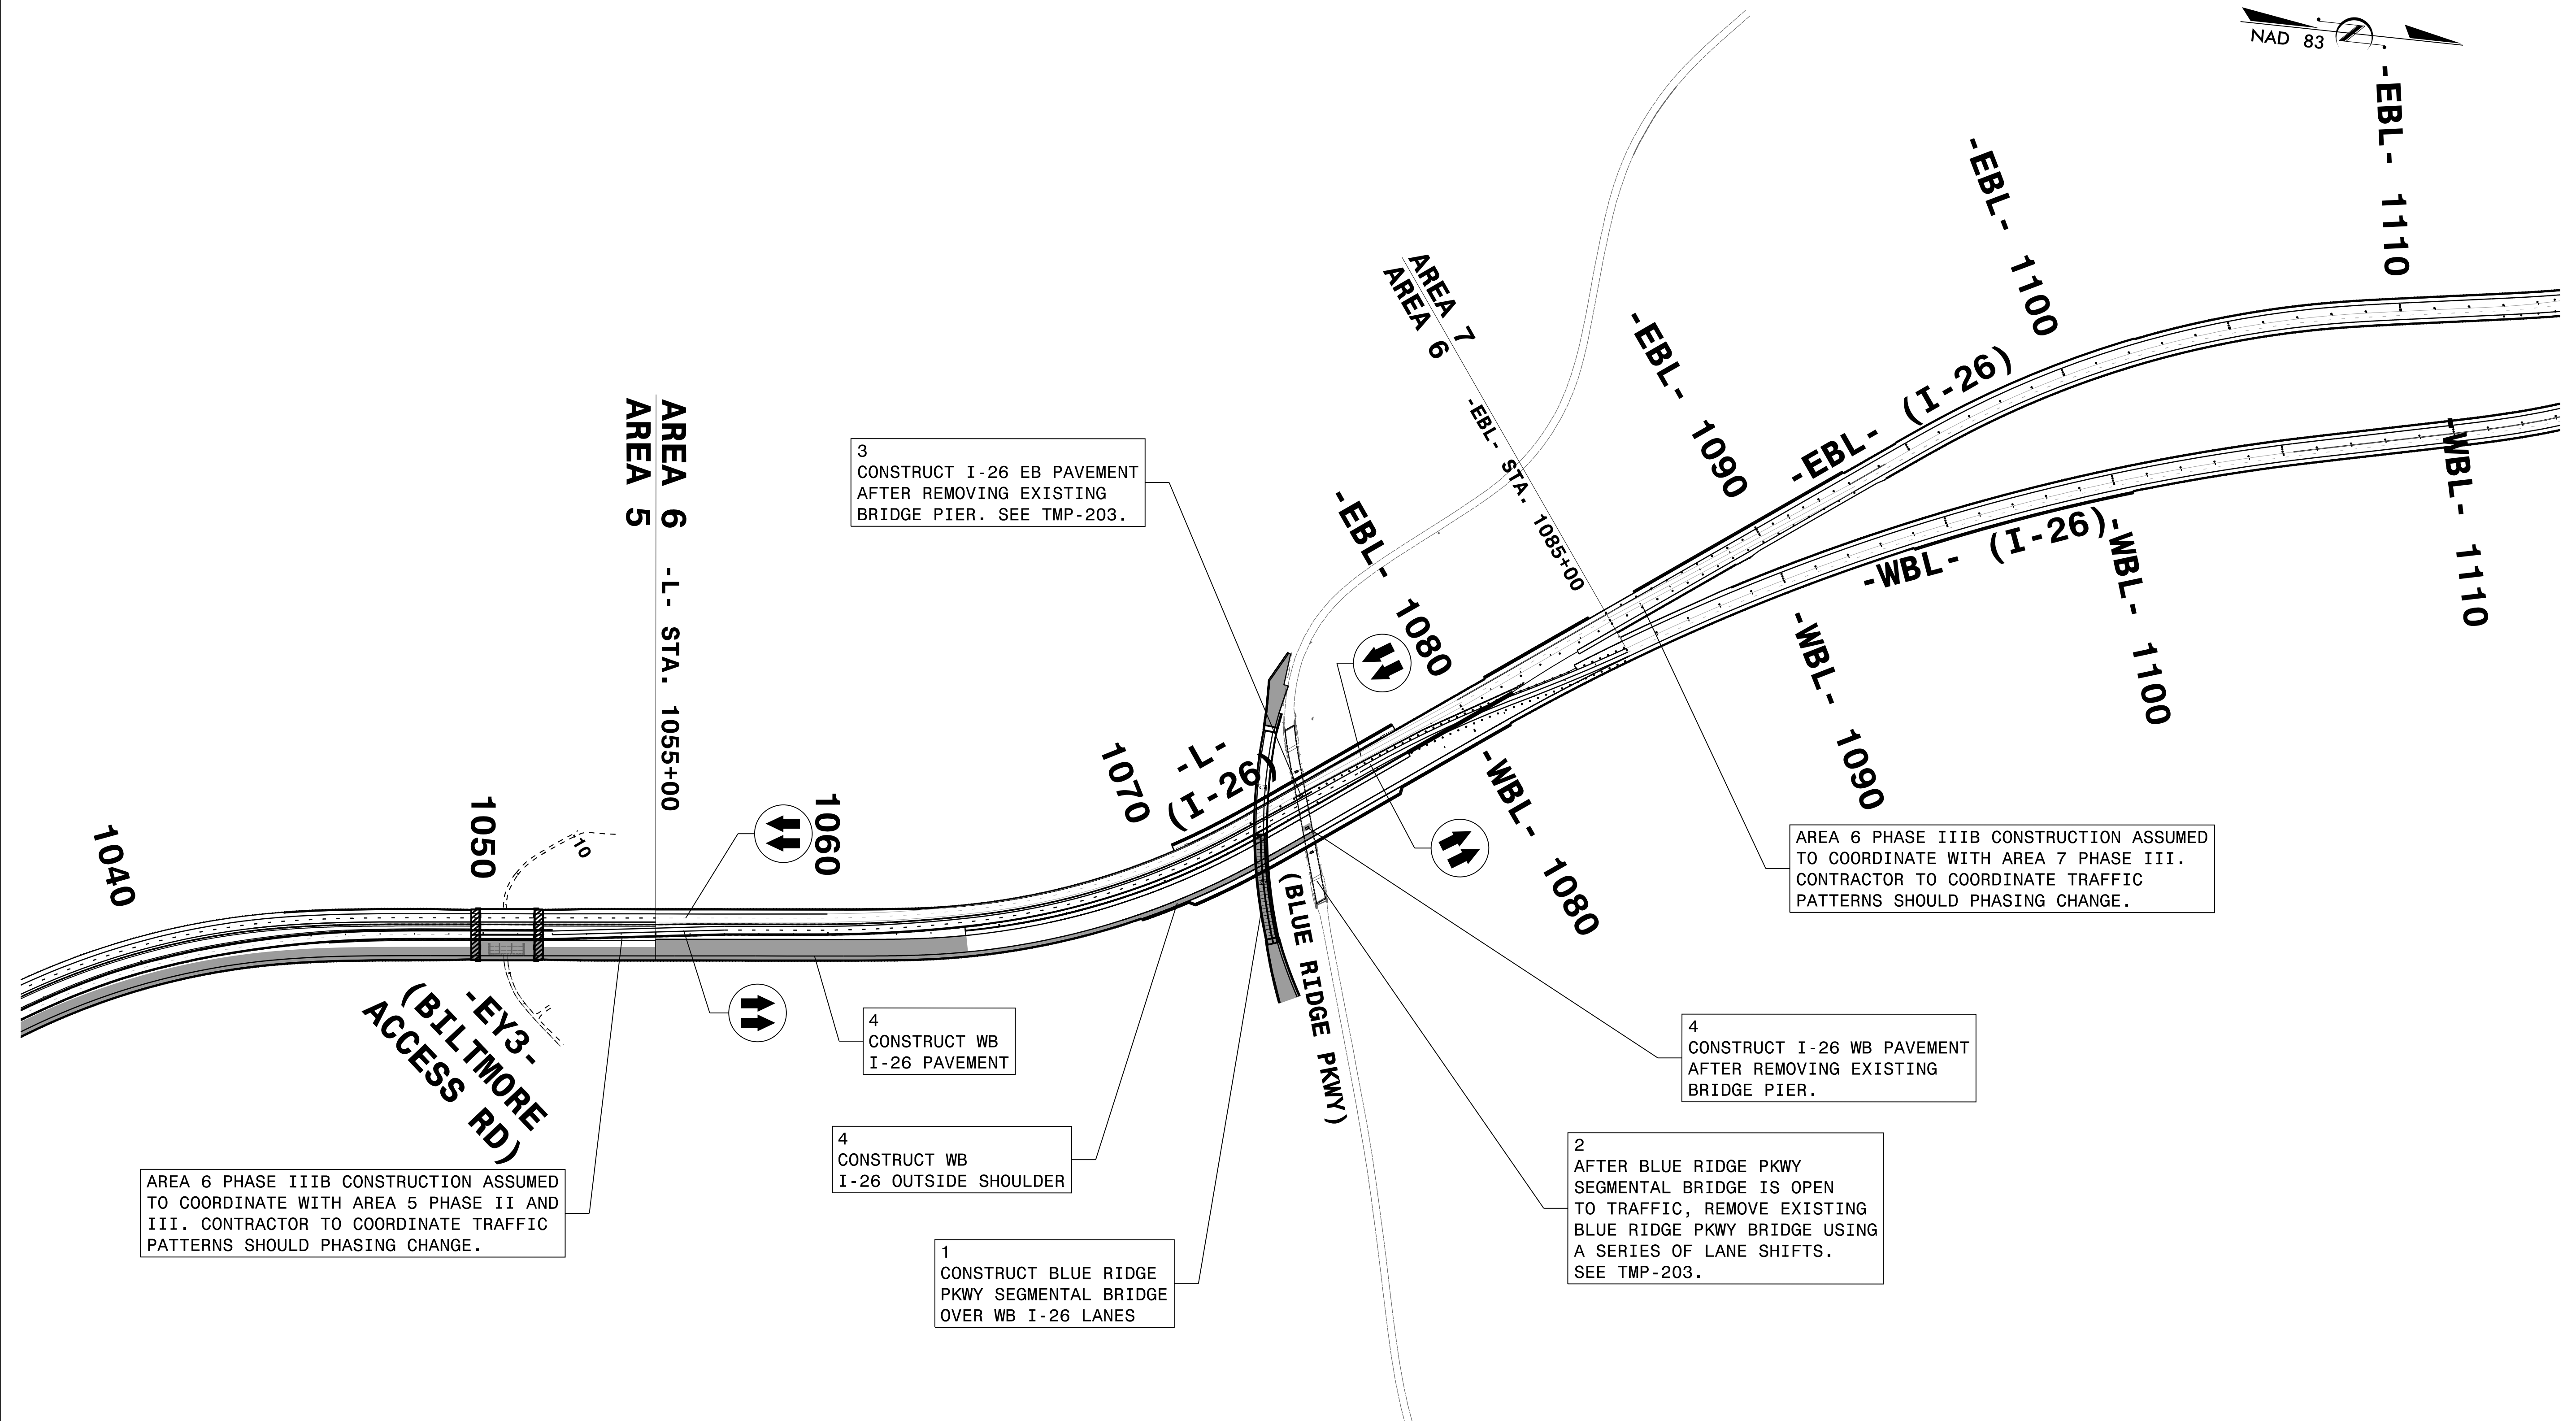 NAD 83
-EBL- 1110
-EBL- 1100
AREA 7
AREA 6
-EBL- STA. 1085+00
-EBL- 1090
-EBL- (I-26)
AREA 6 -L- STA. 1055+00
AREA 5
3
CONSTRUCT I-26 EB PAVEMENT
AFTER REMOVING EXISTING
BRIDGE PIER. SEE TMP-203.
-EBL- 1080
-WBL- (I-26)
-WBL- 1110
-WBL- 1100
-WBL- 1090
-WBL- 1080
1040
1050
10
1060
1070
-L-
(I-26)
AREA 6 PHASE IIIB CONSTRUCTION ASSUMED
TO COORDINATE WITH AREA 7 PHASE III.
CONTRACTOR TO COORDINATE TRAFFIC
PATTERNS SHOULD PHASING CHANGE.
(BLUE RIDGE PKWY)
-EY3-
(BILTMORE
ACCESS RD)
4
CONSTRUCT WB
I-26 PAVEMENT
4
CONSTRUCT I-26 WB PAVEMENT
AFTER REMOVING EXISTING
BRIDGE PIER.
4
CONSTRUCT WB
I-26 OUTSIDE SHOULDER
2
AFTER BLUE RIDGE PKWY
SEGMENTAL BRIDGE IS OPEN
TO TRAFFIC, REMOVE EXISTING
BLUE RIDGE PKWY BRIDGE USING
A SERIES OF LANE SHIFTS.
SEE TMP-203.
AREA 6 PHASE IIIB CONSTRUCTION ASSUMED
TO COORDINATE WITH AREA 5 PHASE II AND
III. CONTRACTOR TO COORDINATE TRAFFIC
PATTERNS SHOULD PHASING CHANGE.
1
CONSTRUCT BLUE RIDGE
PKWY SEGMENTAL BRIDGE
OVER WB I-26 LANES